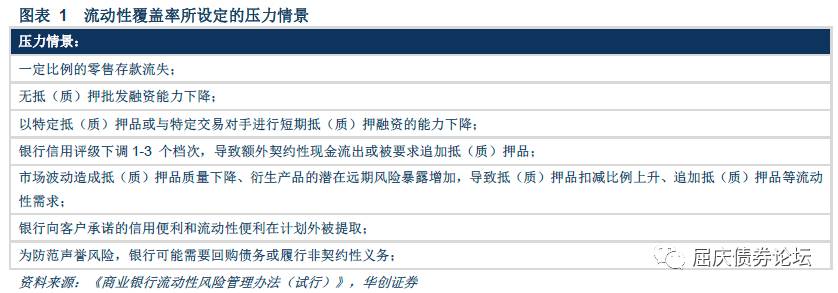 图表 1 流动性覆盖率所设定的压力情景
压力情景：
一定比例的零售存款流失；
无抵（质）押批发融资能力下降；
以特定抵（质）押品或与特定交易对手进行短期抵（质）押融资的能力下降；
银行信用评级下调 1-3 个档次，导致额外契约性现金流出或被要求追加抵（质）押品；
市场波动造成抵（质）押品质量下降、衍生产品的潜在远期风险暴露增加，导致抵（质）押品扣减比例上升、追加抵（质）押品等流动
性需求；
银行向客户承诺的信用便利和流动性便利在计划外被提取；
为防范声誉风险，银行可能需要回购债务或履行非契约性义务；
屈庆债券论坛
资料来源：《商业银行流动性风险管理办法（试行）》，华创证券